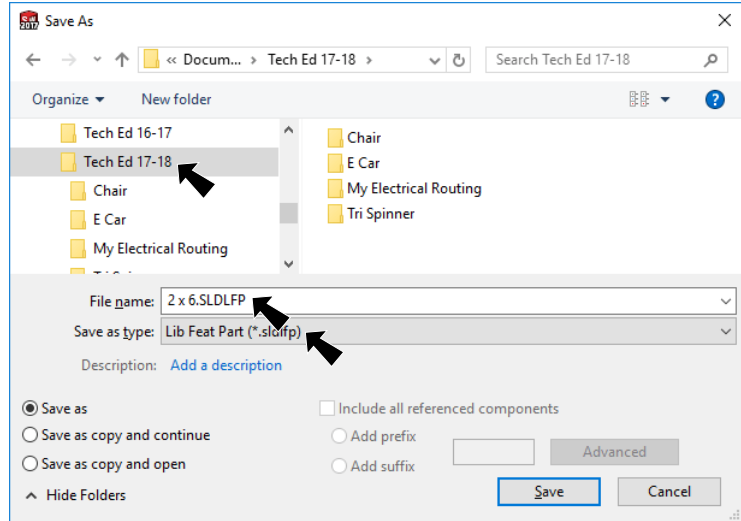 SW 2017 Save As
« Docum... › Tech Ed 17-18 › Search Tech Ed 17-18
Organize New folder ?
Tech Ed 16-17
Tech Ed 17-18
Chair
E Car
My Electrical Routing
Chair
E Car
My Electrical Routing
Tri Spinner
File name: 2 x 6.SLDLFP
Save as type: Lib Feat Part (*.sldlfp)
Description: Add a description
Save as
Save as copy and continue
Save as copy and open
Include all referenced components
Add prefix
Add suffix
Advanced
Hide Folders
Save Cancel